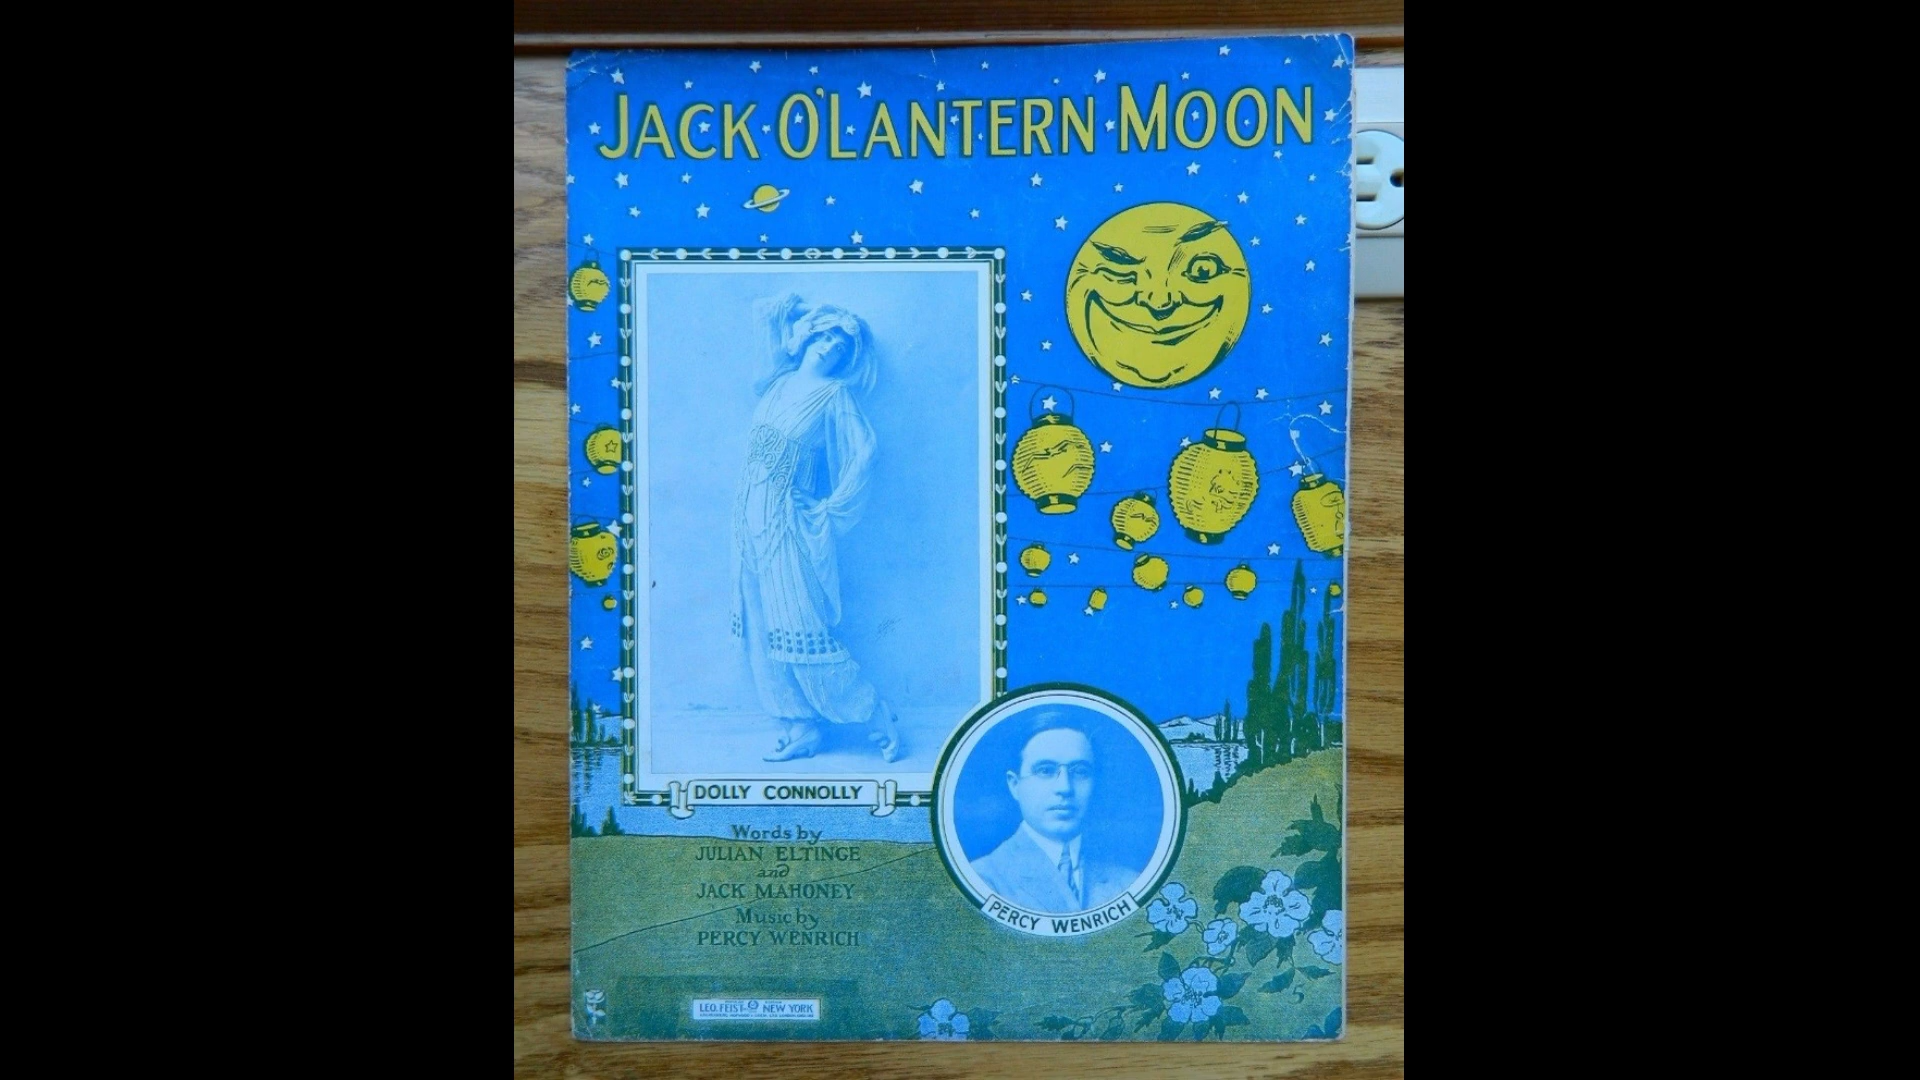 JACK O'LANTERN MOON
DOLLY CONNOLLY
Words by
JULIAN ELTINGE
and
JACK MAHONEY
Music by
PERCY WENRICH
PERCY WENRICH
LEO. FEIST NEW YORK
5